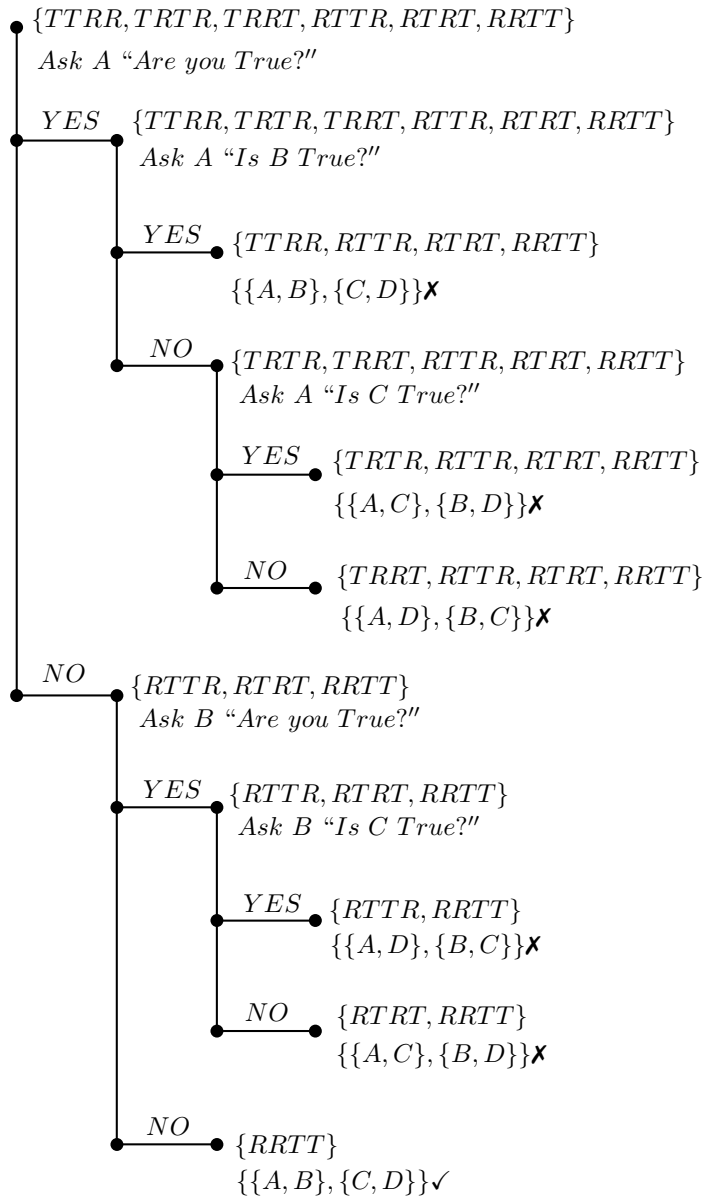 {TTRR, TRTR, TRRT, RTTR, RTRT, RRTT}
Ask A “Are you True?″
YES
{TTRR, TRTR, TRRT, RTTR, RTRT, RRTT}
Ask A “Is B True?″
YES
{TTRR, RTTR, RTRT, RRTT}
{{A, B}, {C, D}}✗
NO
{TRTR, TRRT, RTTR, RTRT, RRTT}
Ask A “Is C True?″
YES
{TRTR, RTTR, RTRT, RRTT}
{{A, C}, {B, D}}✗
NO
{TRRT, RTTR, RTRT, RRTT}
{{A, D}, {B, C}}✗
NO
{RTTR, RTRT, RRTT}
Ask B “Are you True?″
YES
{RTTR, RTRT, RRTT}
Ask B “Is C True?″
YES
{RTTR, RRTT}
{{A, D}, {B, C}}✗
NO
{RTRT, RRTT}
{{A, C}, {B, D}}✗
NO
{RRTT}
{{A, B}, {C, D}}✓